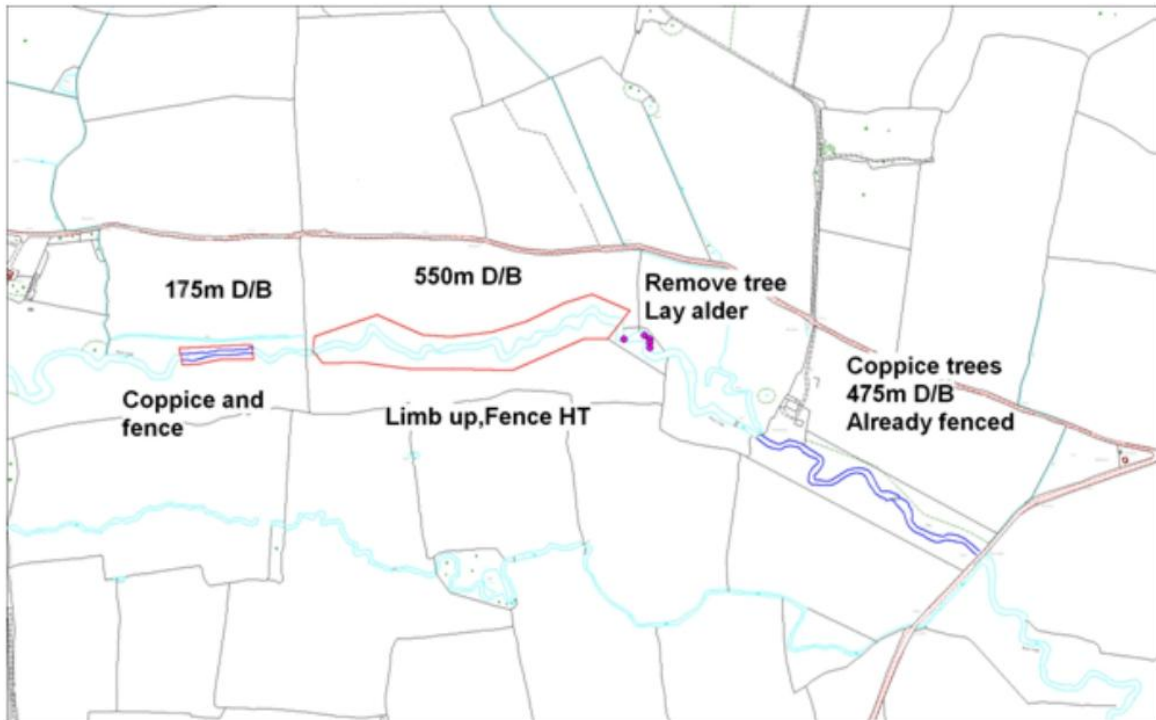 175m D/B
550m D/B
Remove tree
Lay alder
Coppice trees
475m D/B
Already fenced
Coppice and
fence
Limb up,Fence HT